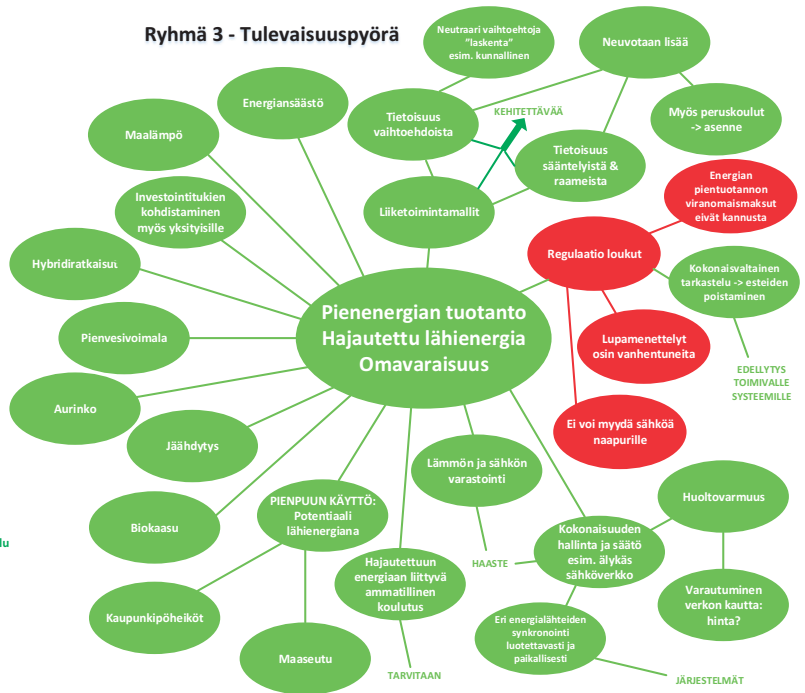 Ryhmä 3 - Tulevaisuuspyörä
Neutraari vaihtoehtoja
"laskenta"
esim. kunnallinen
Neuvotaan lisää
Energiansäästö
Tietoisuus
vaihtoehdoista
KEHITETTÄVÄÄ
Myös peruskoulut
-> asenne
Maalämpö
Tietoisuus
sääntelyistä &
raameista
Energian
pientuotannon
viranomaismaksut
eivät kannusta
Investointitukien
kohdistaminen
myös yksityisille
Liiketoimintamallit
Regulaatio loukut
Hybridiratkaisut
Kokonaisvaltainen
tarkastelu -> esteiden
poistaminen
Pienenergian tuotanto
Hajautettu lähienergia
Omavaraisuus
Pienvesivoimala
Lupamenettelyt
osin vanhentuneita
EDELLYTYS
TOIMIVALLE
SYSTEEMILLE
Aurinko
Ei voi myydä sähköä
naapurille
Jäähdytys
Lämmön ja sähkön
varastointi
PIENPUUN KÄYTTÖ:
Potentiaali
lähienergiana
Huoltovarmuus
Biokaasu
Kokonaisuuden
hallinta ja säätö
esim. älykäs
sähköverkko
lu
HAASTE
Hajautettuun
energiaan liittyvä
ammatillinen
koulutus
Varautuminen
verkon kautta:
hinta?
Kaupunkipöheiköt
Eri energialähteiden
synkronointi
luotettavasti ja
paikallisesti
Maaseutu
TARVITAAN
JÄRJESTELMÄT